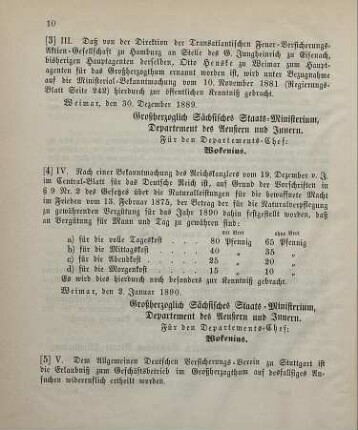 10
[3] III. Daß von der Direktion der Transatlantischen Feuer-Versicherungs-
Aktien-Gesellschaft zu Hamburg an Stelle des G. Jungheinrich zu Eisenach,
bisherigen Hauptagenten derselben, Otto Henske zu Weimar zum Haupt-
agenten für das Großherzogthum ernannt worden ist, wird unter Bezugnahme
auf die Ministerial-Bekanntmachung vom 10. November 1881 (Regierungs-
Blatt Seite 242) hierdurch zur öffentlichen Kenntniß gebracht.
Weimar, den 30. Dezember 1889.
Großherzoglich Sächsisches Staats-Ministerium,
Departement des Aeußern und Innern.
Für den Departements-Chef:
Wokenius.
[4] IV. Nach einer Bekanntmachung des Reichskanzlers vom 19. Dezember v. J.
im Central-Blatt für das Deutsche Reich ist, auf Grund der Vorschriften in
§ 9 Nr. 2 des Gesetzes über die Naturalleistungen für die bewaffnete Macht
im Frieden vom 13. Februar 1875, der Betrag der für die Naturalverpflegung
zu gewährenden Vergütung für das Jahr 1890 dahin festgestellt worden, daß
an Vergütung für Mann und Tag zu gewähren sind:
mit Brot ohne Brot
a) für die volle Tageskost 80 Pfennig 65 Pfennig
b) für die Mittagskost 40 „ 35 „
c) für die Abendkost 25 „ 20 „
d) für die Morgenkost 15 „ 10 „
Es wird dies hierdurch noch besonders zur Kenntniß gebracht.
Weimar, den 2. Januar 1890.
Großherzoglich Sächsisches Staats-Ministerium,
Departement des Aeußern und Innern.
Für den Departements-Chef:
Wokenius.
[5] V. Dem Allgemeinen Deutschen Versicherungs-Verein zu Stuttgart ist
die Erlaubniß zum Geschäftsbetrieb im Großherzogthum auf desfallsiges An-
suchen widerruflich ertheilt worden.